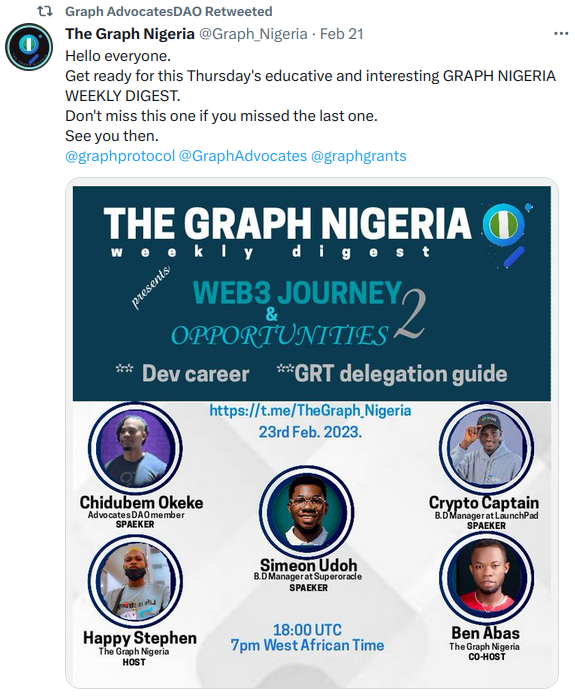 Graph AdvocatesDAO Retweeted
The Graph Nigeria @Graph_Nigeria · Feb 21
Hello everyone.
Get ready for this Thursday's educative and interesting GRAPH NIGERIA
WEEKLY DIGEST.
Don't miss this one if you missed the last one.
See you then.
@graphprotocol @GraphAdvocates @graphgrants
THE GRAPH NIGERIA
weekly digest
presents
WEB3 JOURNEY
&
OPPORTUNITIES 2
** Dev career **GRT delegation guide
https://t.me/TheGraph_Nigeria
23rd Feb. 2023.
Chidubem Okeke
Advocates DAO member
SPAEKER
Crypto Captain
B.D Manager at LaunchPad
SPAEKER
Simeon Udoh
B.D Manager at Superoracle
SPAEKER
Happy Stephen
The Graph Nigeria
HOST
Ben Abas
The Graph Nigeria
CO-HOST
18:00 UTC
7pm West African Time